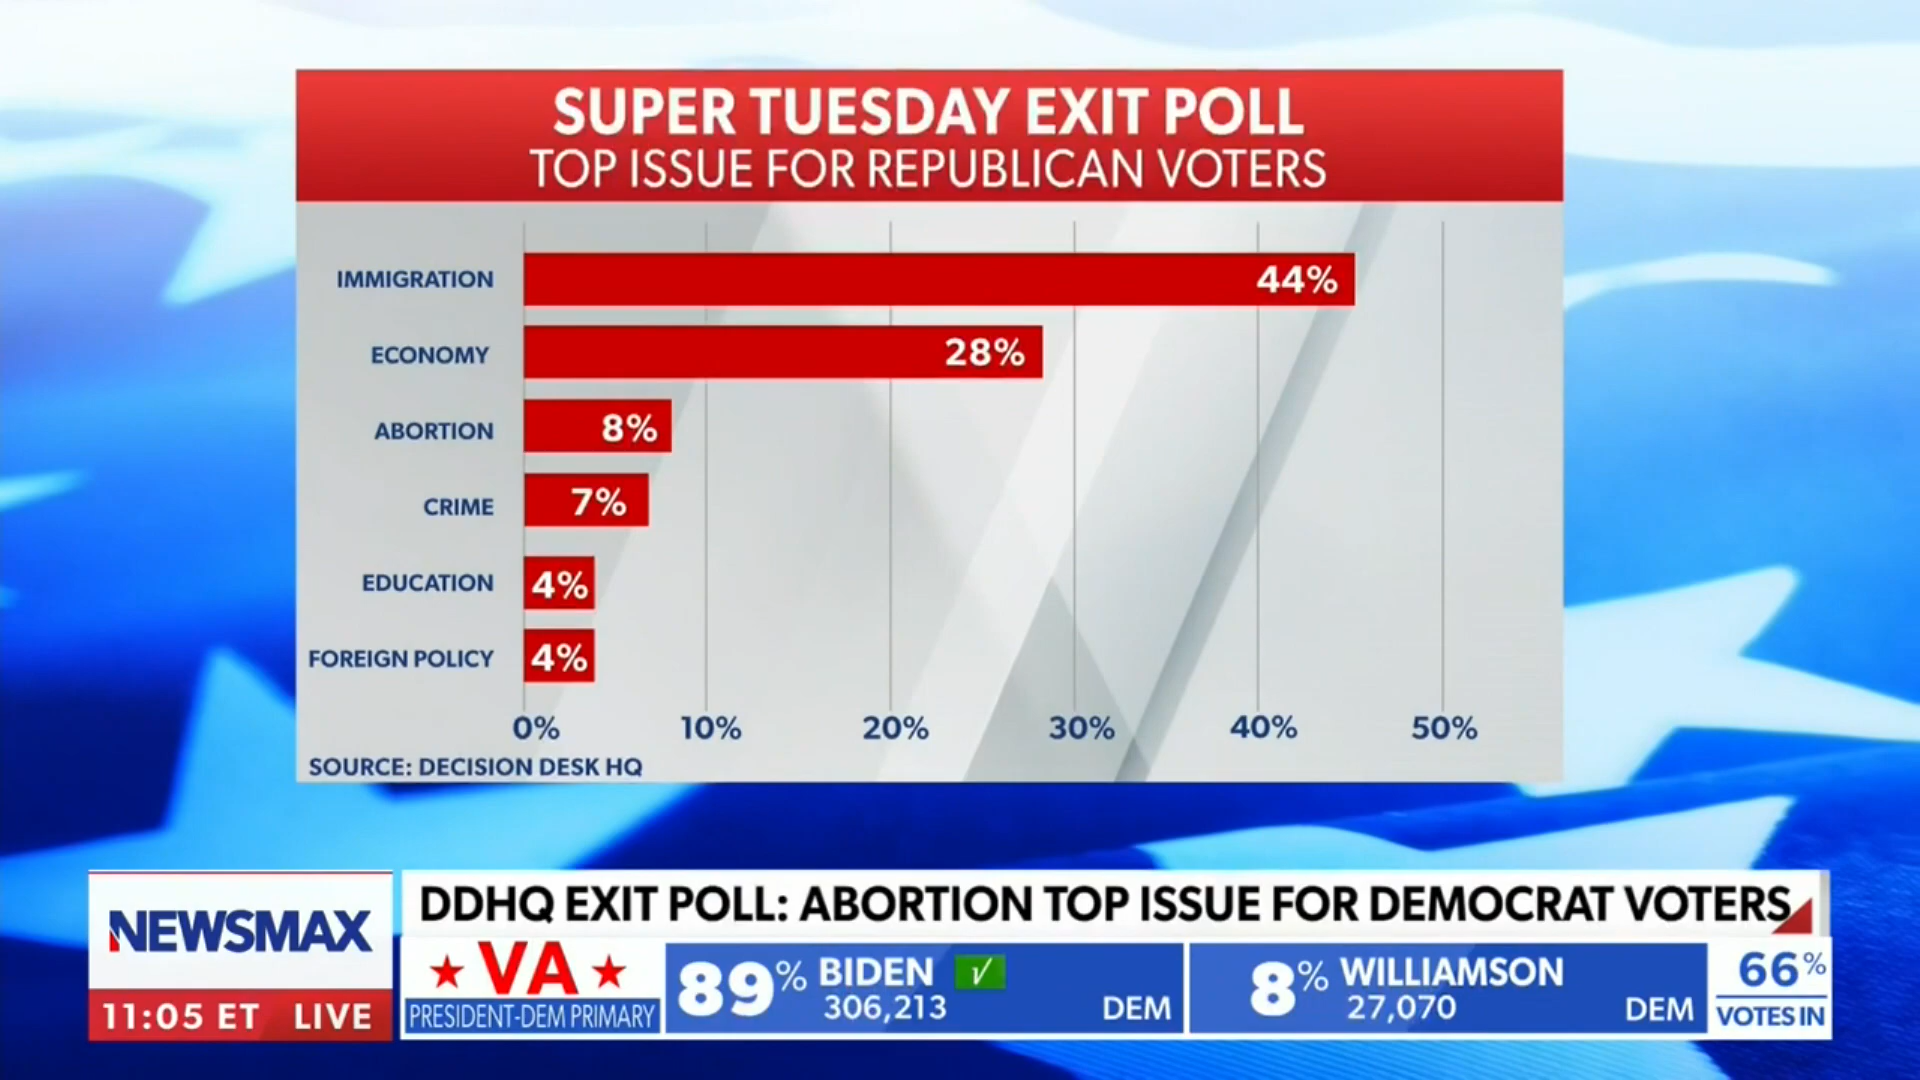 SUPER TUESDAY EXIT POLL
TOP ISSUE FOR REPUBLICAN VOTERS
IMMIGRATION 44%
ECONOMY 28%
ABORTION 8%
CRIME 7%
EDUCATION 4%
FOREIGN POLICY 4%
0% 10% 20% 30% 40% 50%
SOURCE: DECISION DESK HQ
NEWSMAX
11:05 ET LIVE
DDHQ EXIT POLL: ABORTION TOP ISSUE FOR DEMOCRAT VOTERS
VA
PRESIDENT-DEM PRIMARY
89% BIDEN
306,213 DEM
8% WILLIAMSON
27,070 DEM
66%
VOTES IN